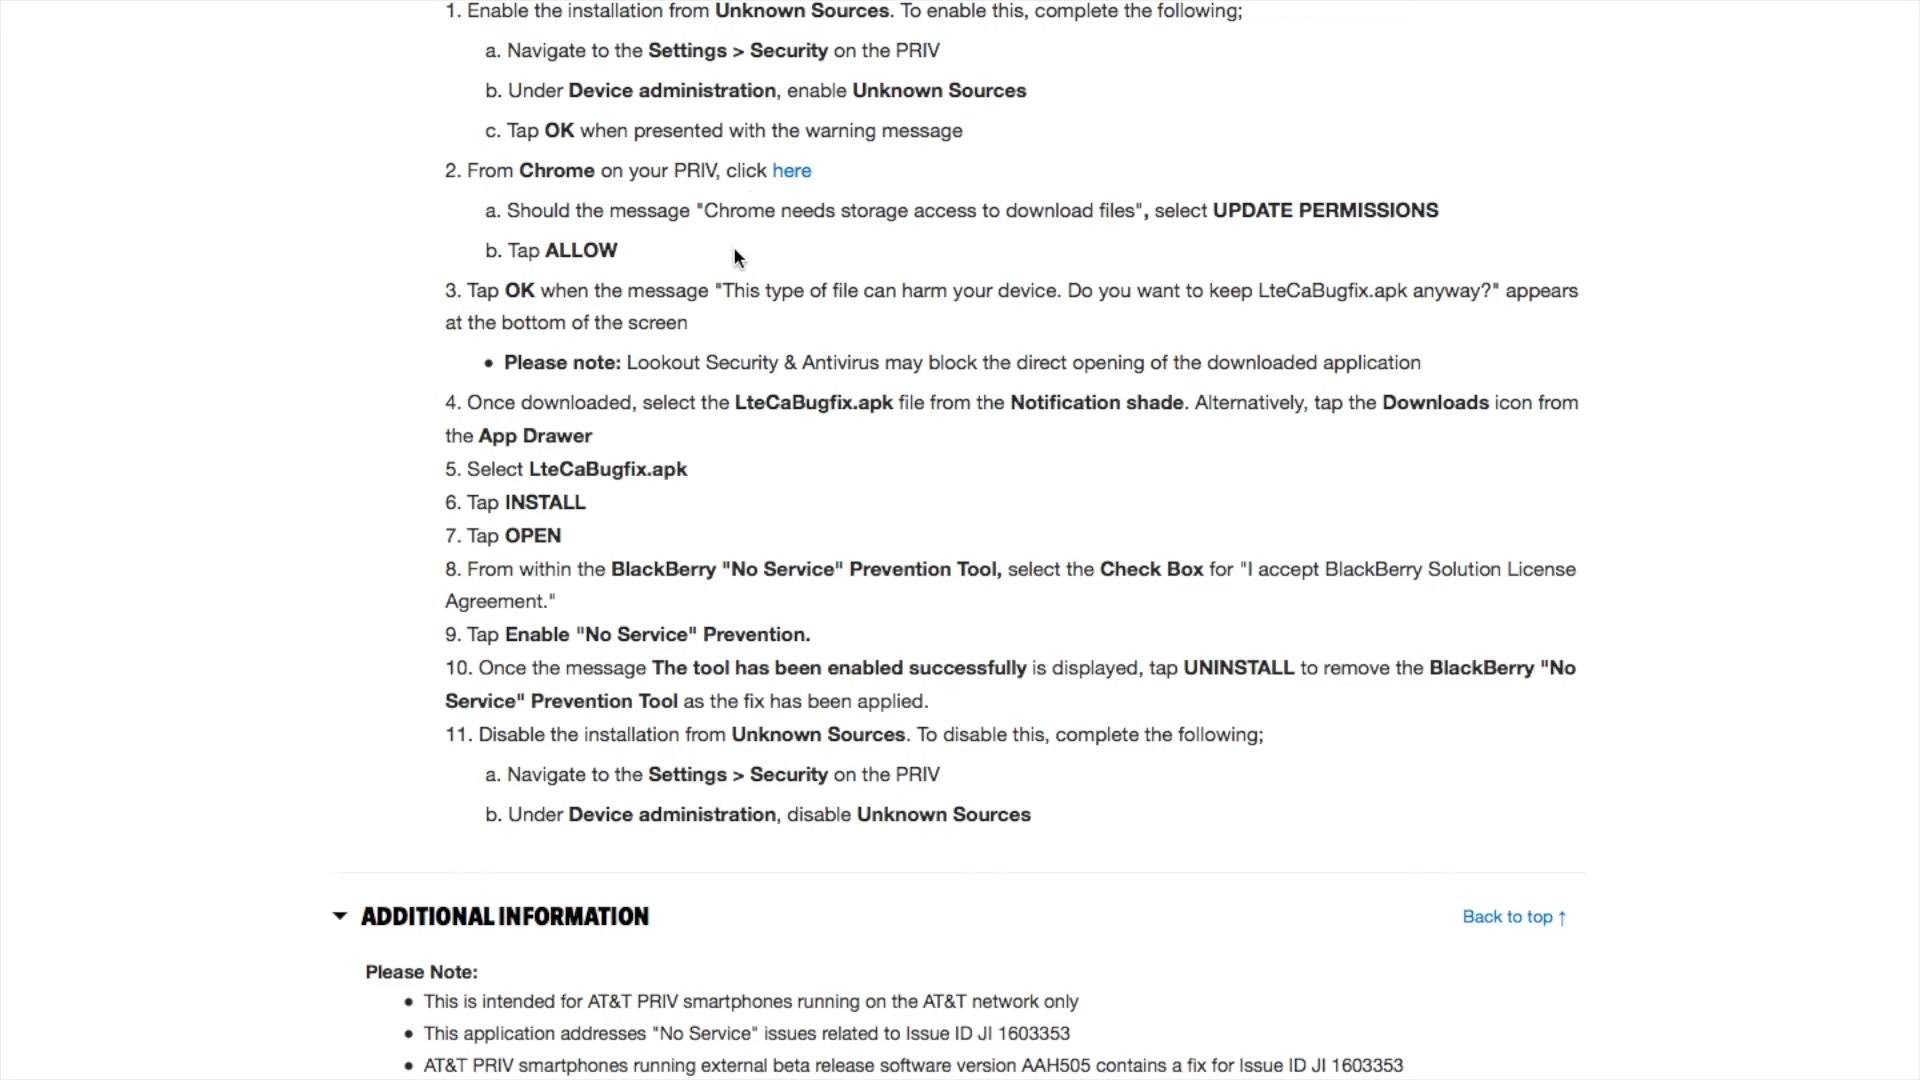 1. Enable the installation from Unknown Sources. To enable this, complete the following;
a. Navigate to the Settings > Security on the PRIV
b. Under Device administration, enable Unknown Sources
c. Tap OK when presented with the warning message
2. From Chrome on your PRIV, click here
a. Should the message "Chrome needs storage access to download files", select UPDATE PERMISSIONS
b. Tap ALLOW
3. Tap OK when the message "This type of file can harm your device. Do you want to keep LteCaBugfix.apk anyway?" appears
at the bottom of the screen
• Please note: Lookout Security & Antivirus may block the direct opening of the downloaded application
4. Once downloaded, select the LteCaBugfix.apk file from the Notification shade. Alternatively, tap the Downloads icon from
the App Drawer
5. Select LteCaBugfix.apk
6. Tap INSTALL
7. Tap OPEN
8. From within the BlackBerry "No Service" Prevention Tool, select the Check Box for "I accept BlackBerry Solution License
Agreement."
9. Tap Enable "No Service" Prevention.
10. Once the message The tool has been enabled successfully is displayed, tap UNINSTALL to remove the BlackBerry "No
Service" Prevention Tool as the fix has been applied.
11. Disable the installation from Unknown Sources. To disable this, complete the following;
a. Navigate to the Settings > Security on the PRIV
b. Under Device administration, disable Unknown Sources
ADDITIONAL INFORMATION
Back to top ↑
Please Note:
• This is intended for AT&T PRIV smartphones running on the AT&T network only
• This application addresses "No Service" issues related to Issue ID JI 1603353
• AT&T PRIV smartphones running external beta release software version AAH505 contains a fix for Issue ID JI 1603353